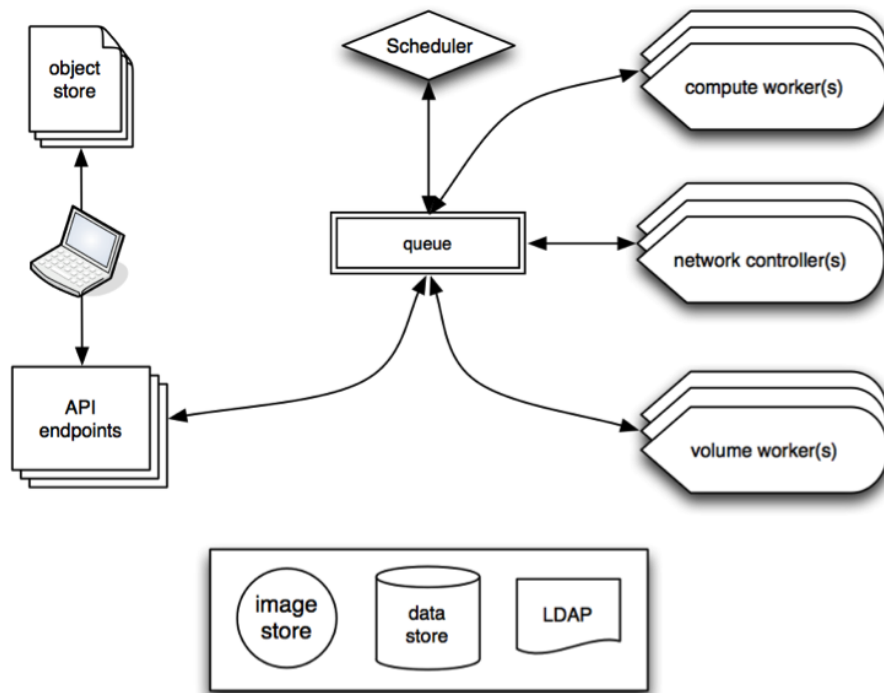 object
store
Scheduler
compute worker(s)
queue
network controller(s)
API
endpoints
volume worker(s)
image
store
data
store
LDAP